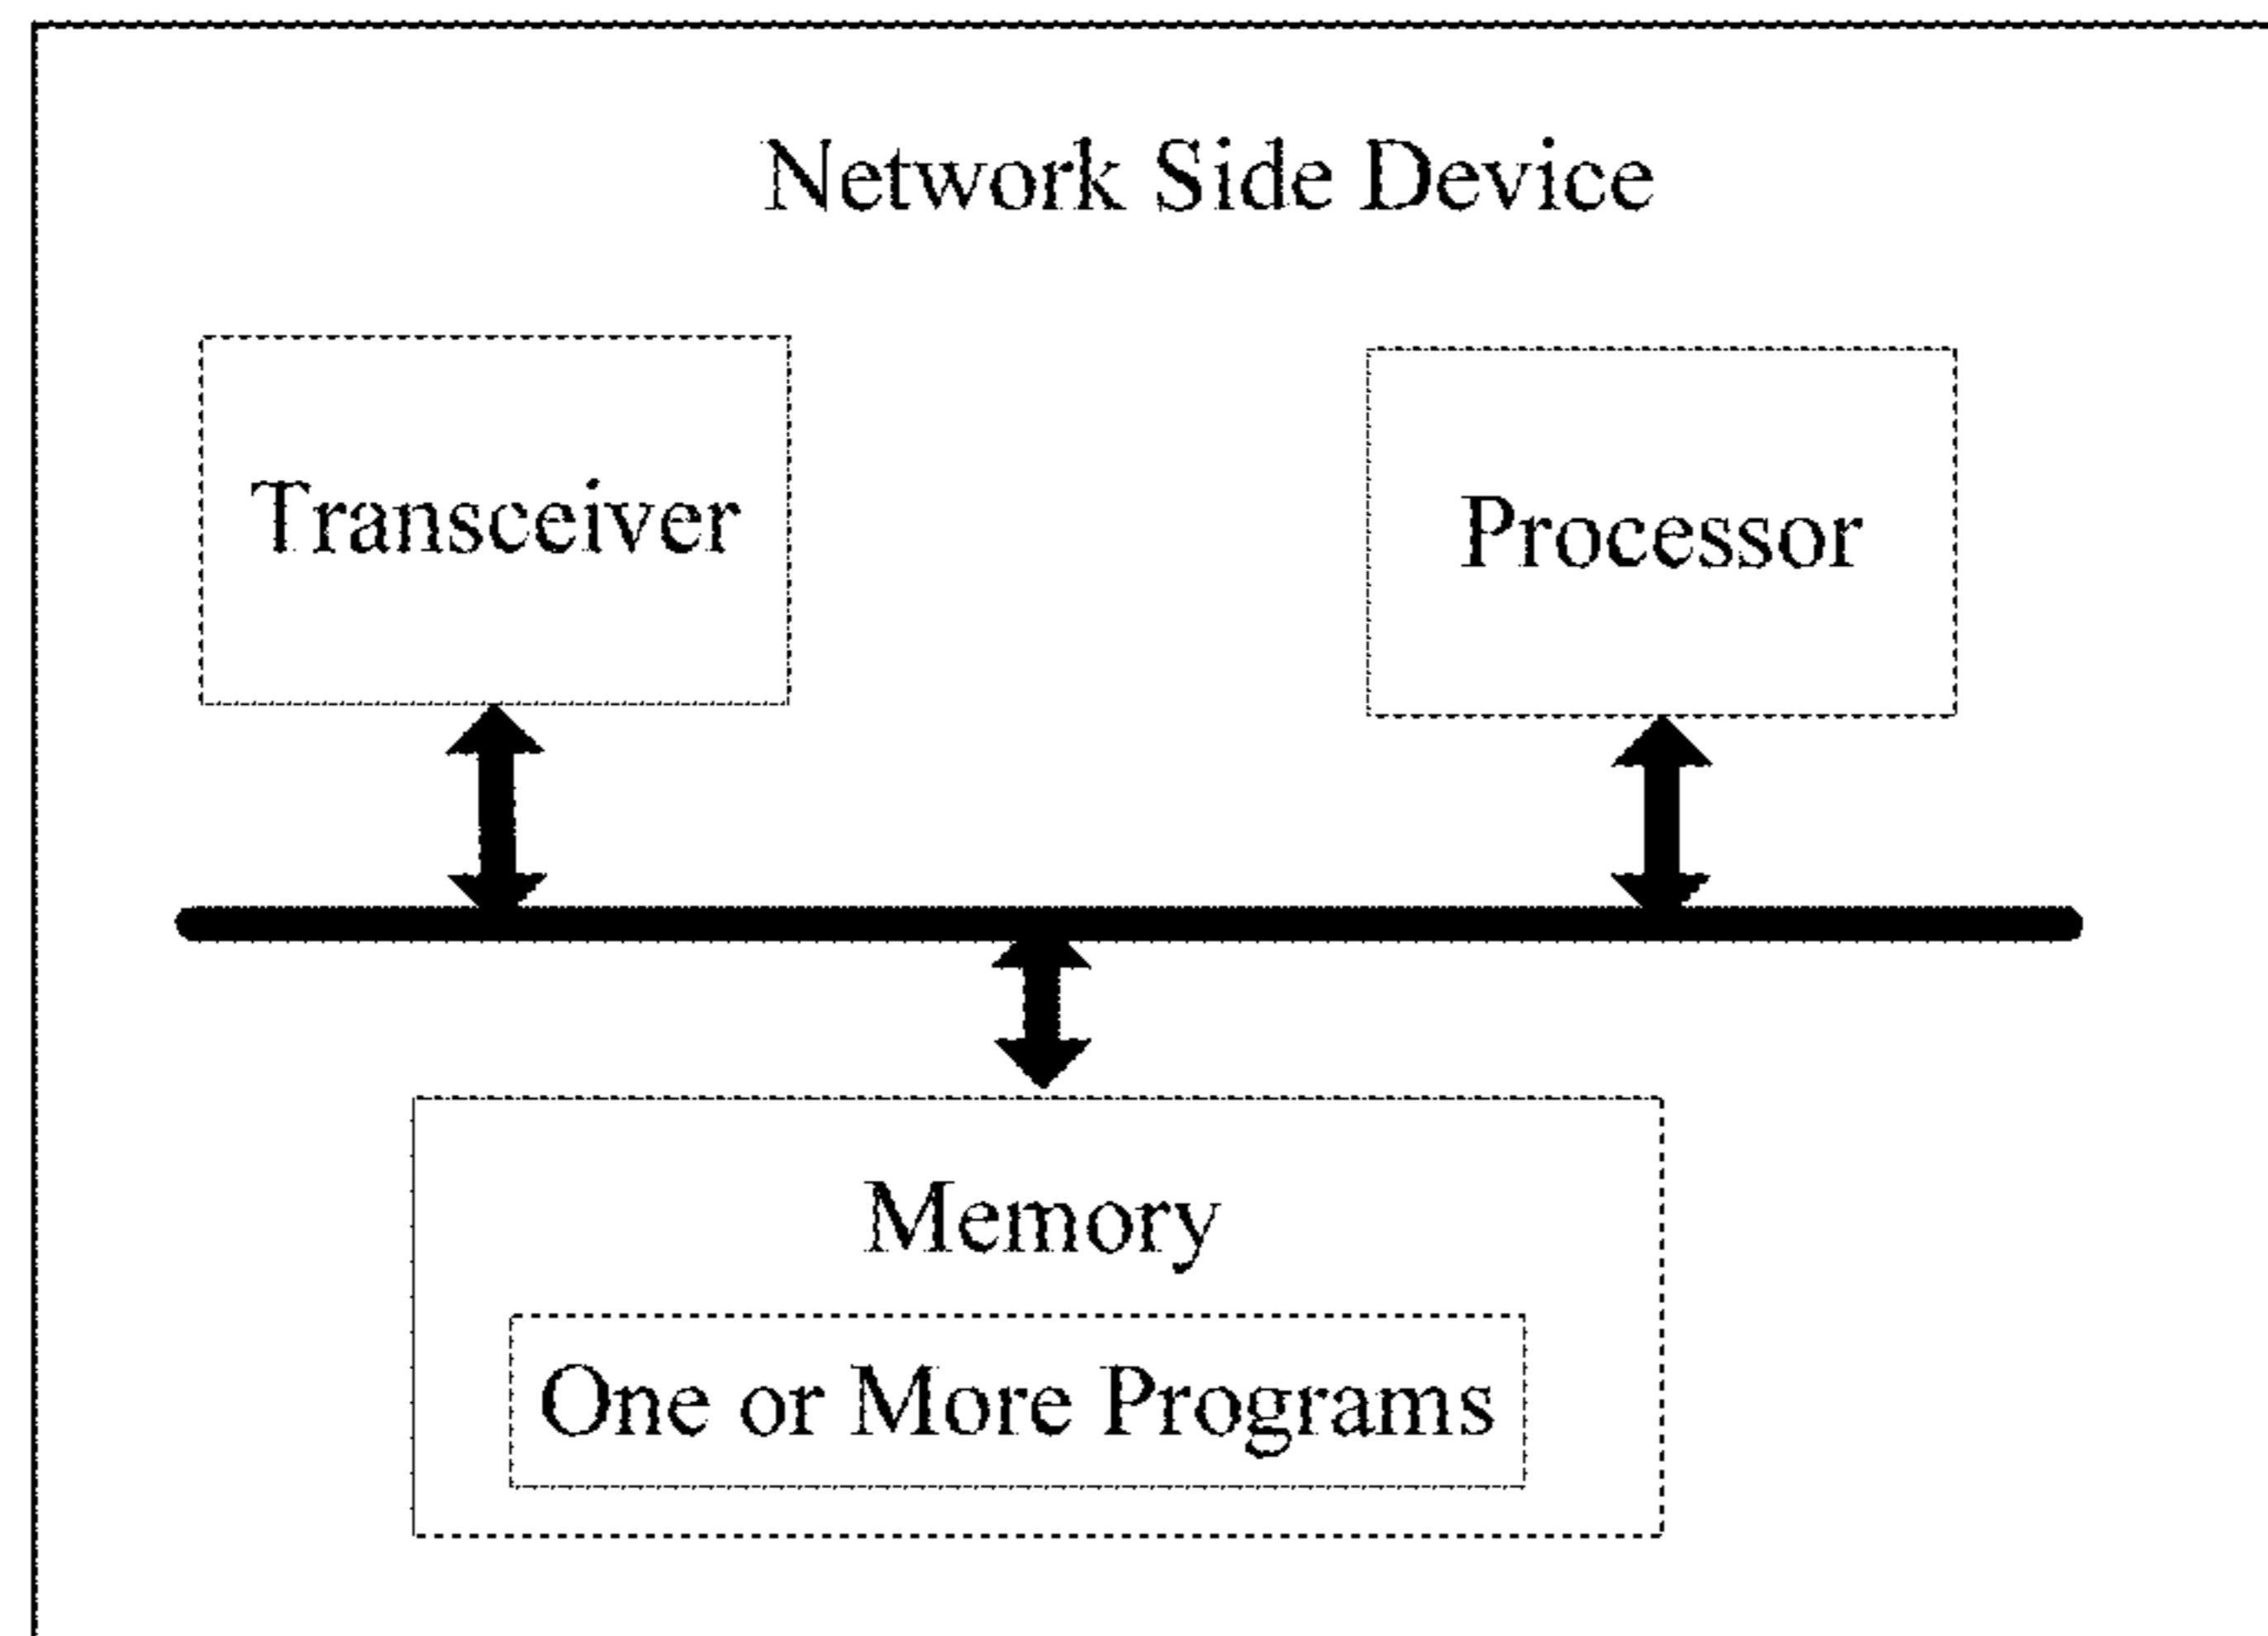 Network Side Device
Transceiver
Processor
Memory
One or More Programs